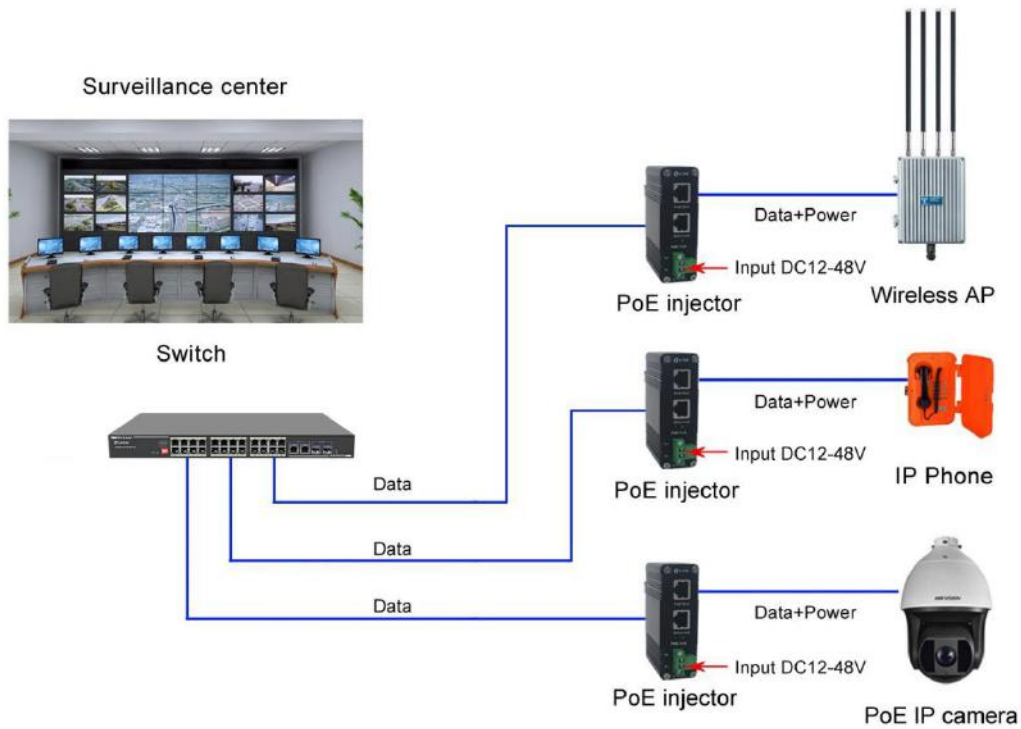 Surveillance center
Switch
Data
Data
Data
Data+Power
Input DC12-48V
PoE injector
Wireless AP
Data+Power
Input DC12-48V
PoE injector
IP Phone
HIKVISION
Data+Power
Input DC12-48V
PoE injector
PoE IP camera